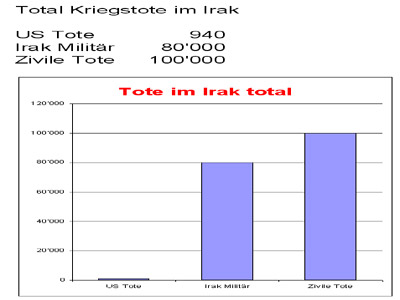 Total Kriegstote im Irak
US Tote 940
Irak Militär 80'000
Zivile Tote 100'000
Tote im Irak total
120'000
100'000
80'000
60'000
40'000
20'000
0
US Tote Irak Militär Zivile Tote